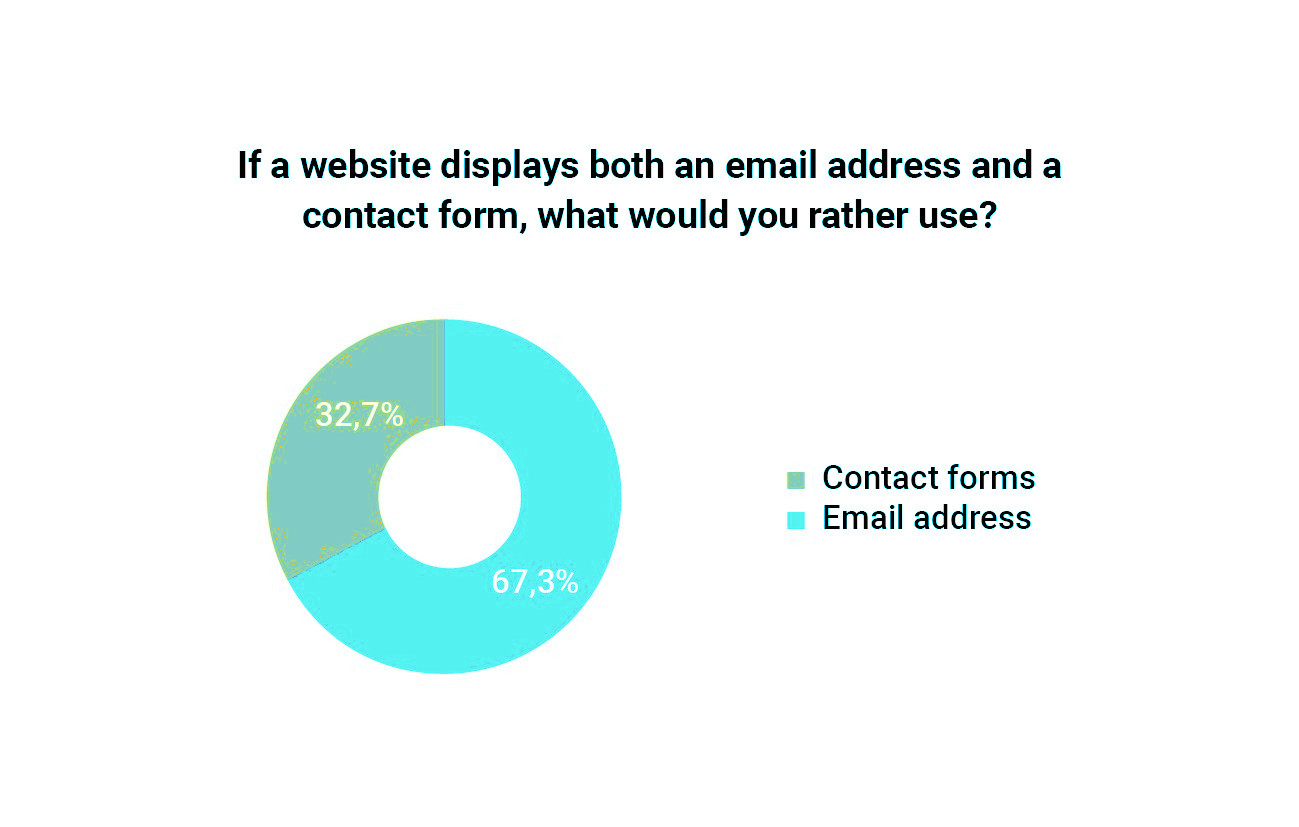 If a website displays both an email address and a
contact form, what would you rather use?
32,7%
67,3%
Contact forms
Email address